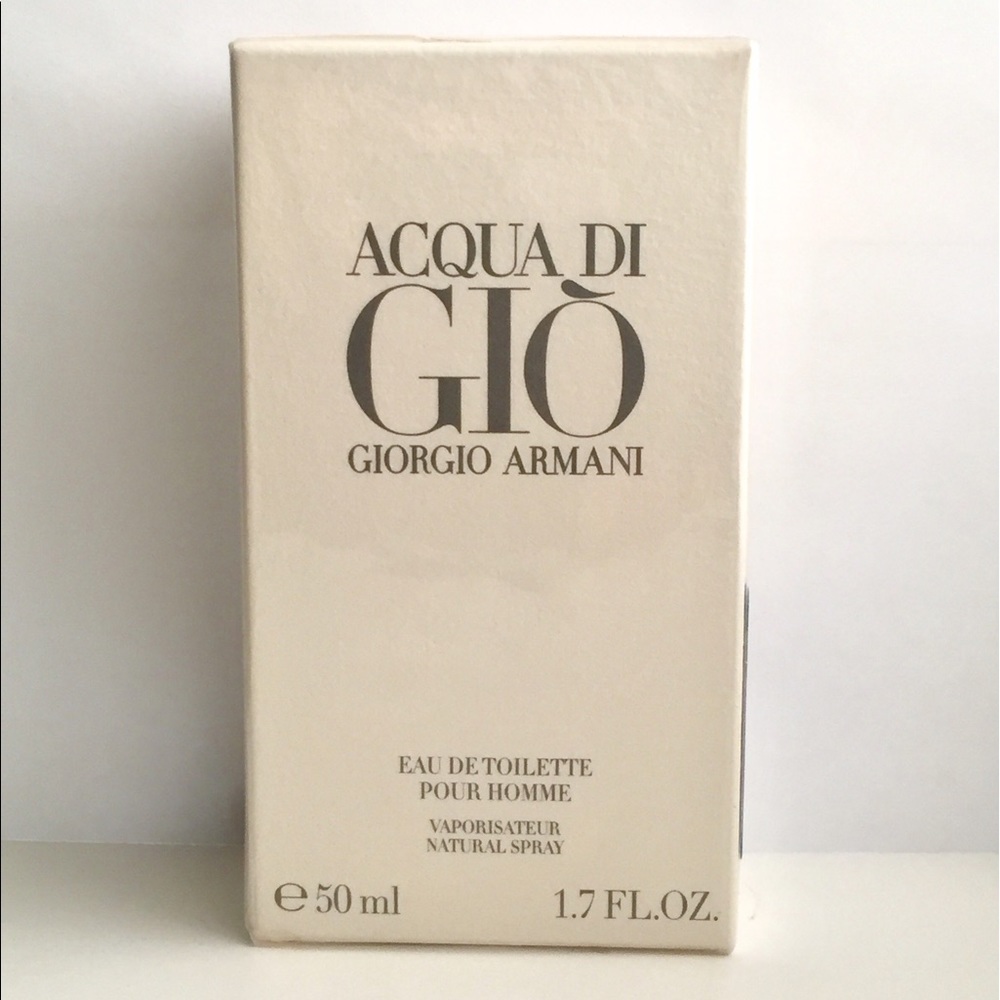 ACQUA DI
GIÒ
GIORGIO ARMANI
EAU DE TOILETTE
POUR HOMME
VAPORISATEUR
NATURAL SPRAY
℮ 50 ml 1.7 FL.OZ.